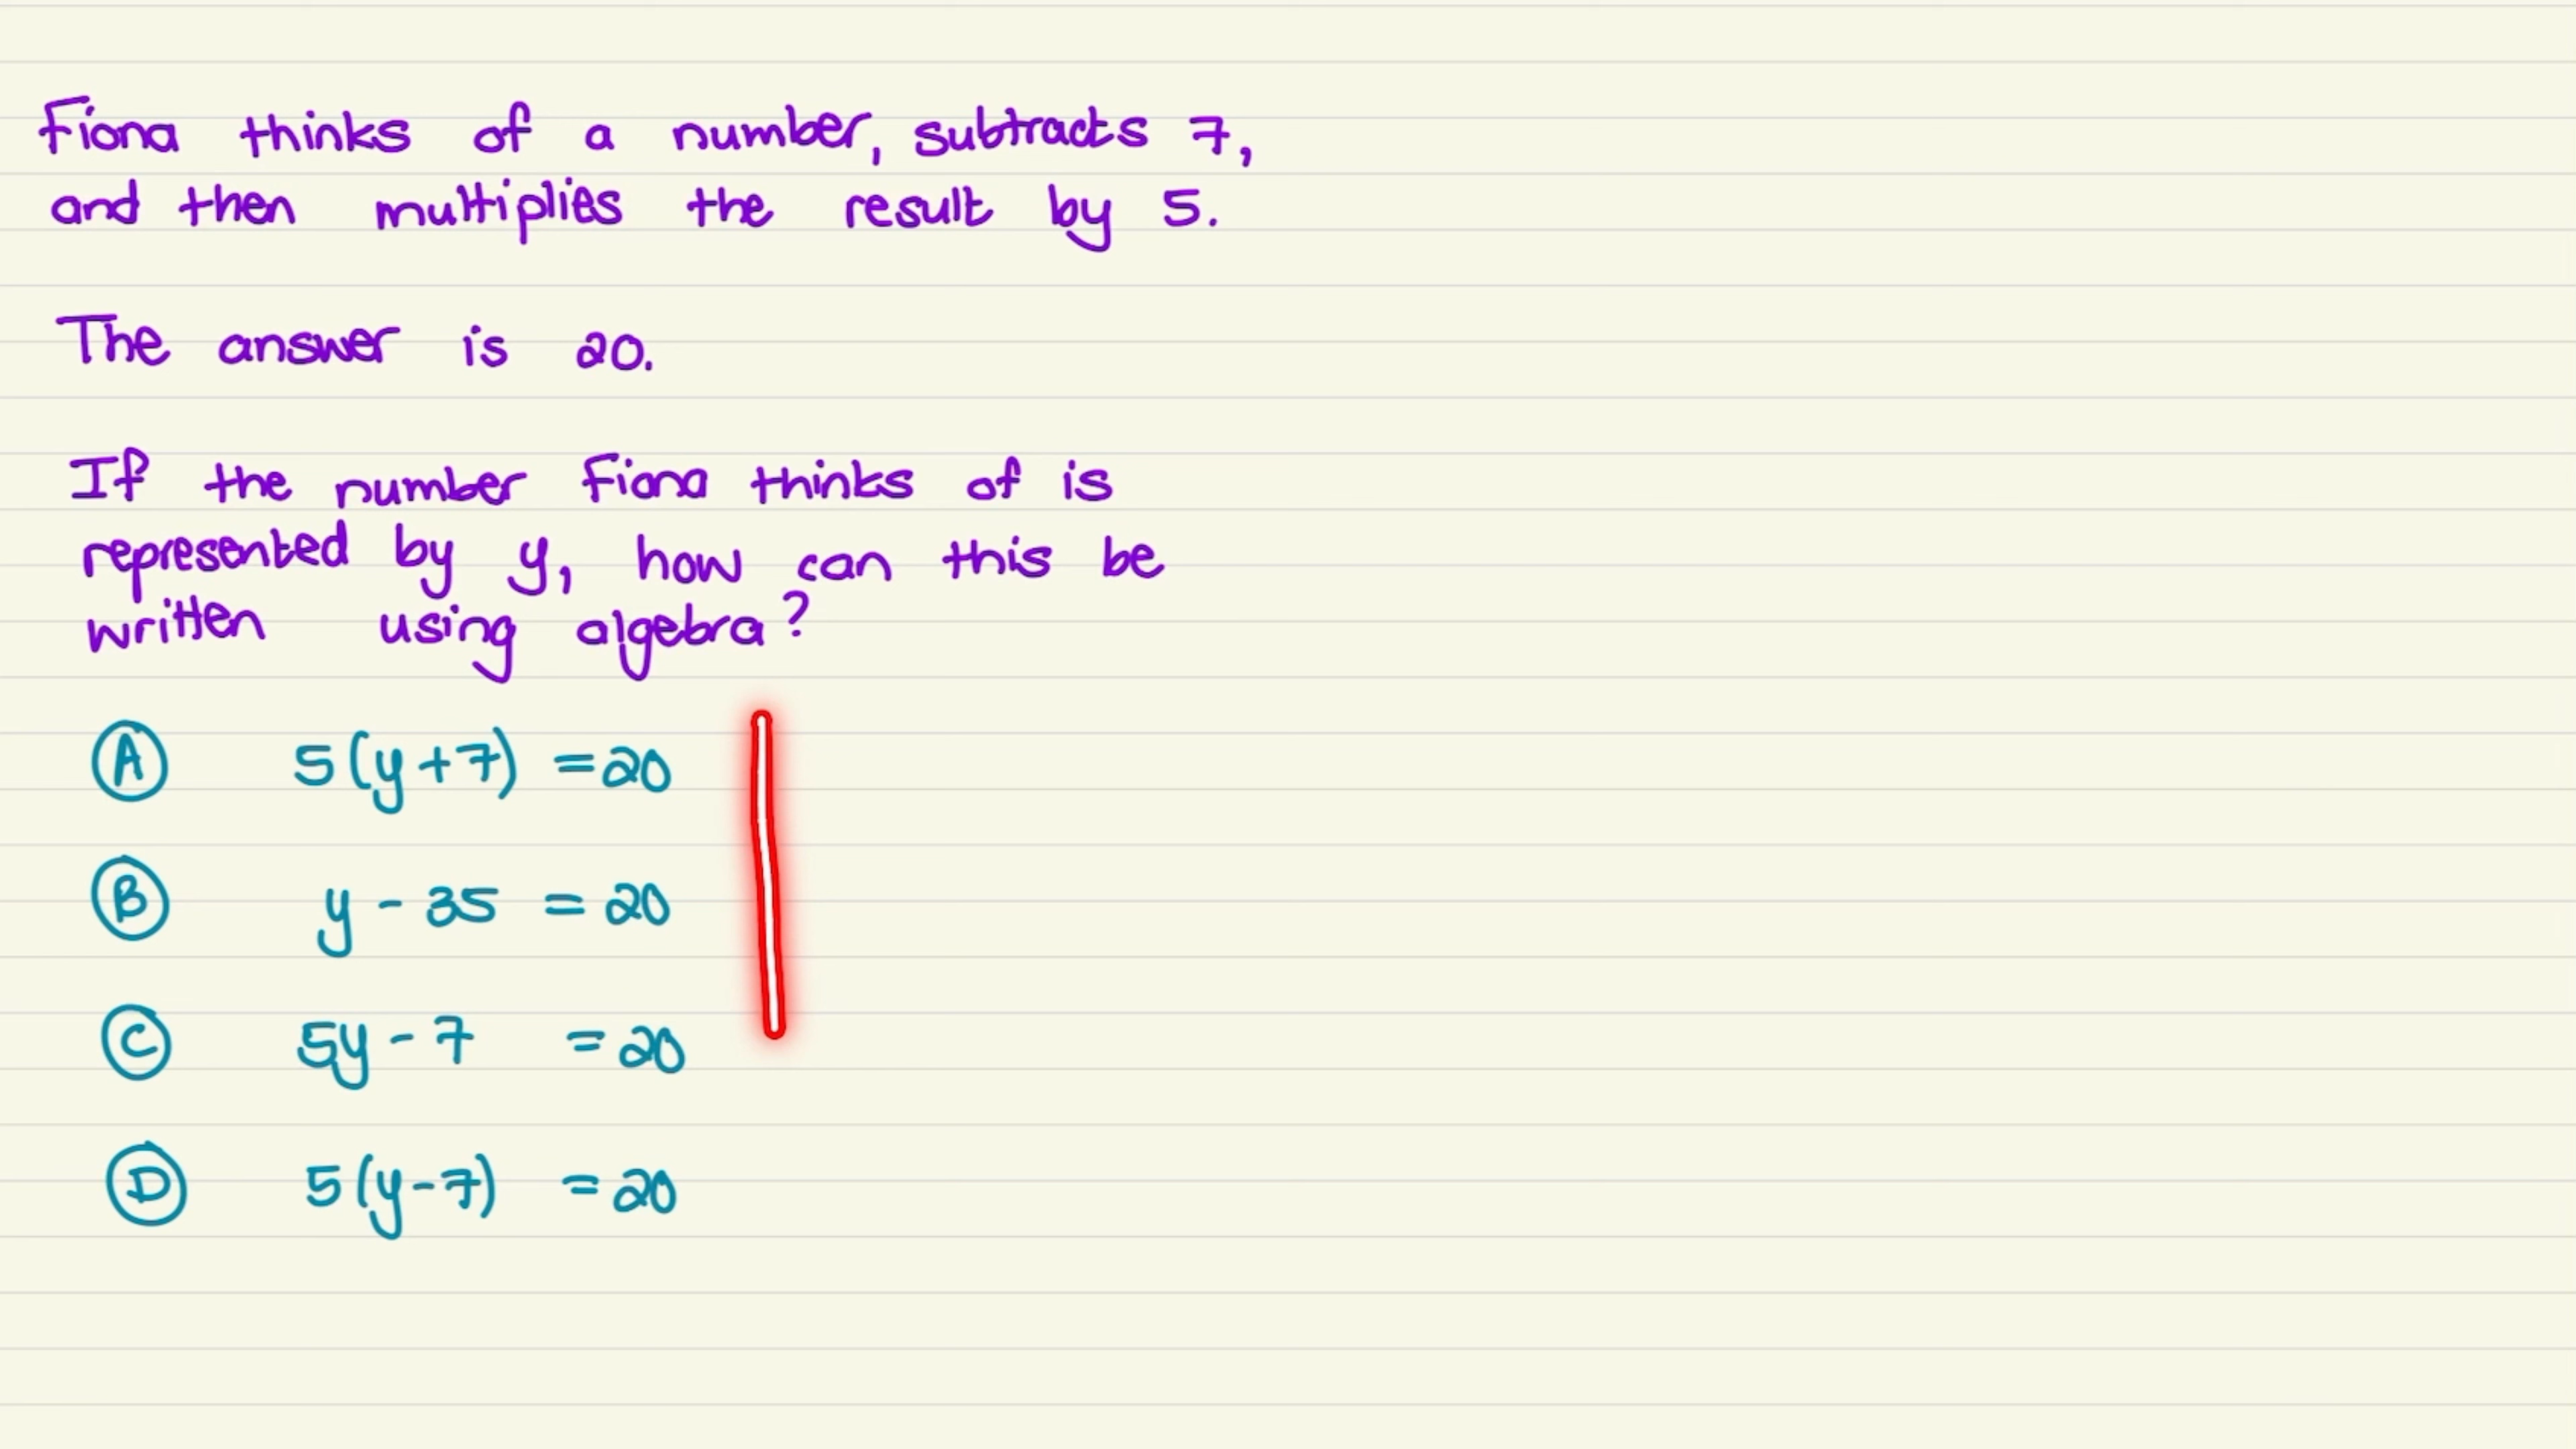 Fiona thinks of a number, subtracts 7,
and then multiplies the result by 5.
The answer is 20.
If the number Fiona thinks of is
represented by y, how can this be
written using algebra?
A 5(y+7) = 20
B y - 35 = 20
C 5y - 7 = 20
D 5(y-7) = 20